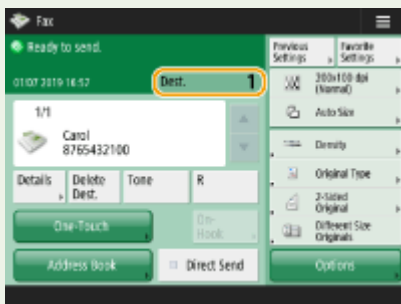 Fax
Ready to send.
01/07 2019 16:52
Dest. 1
1/1
Carol
8765432100
Details
Delete
Dest.
Tone
R
One-Touch
On-
Hook
Address Book
Direct Send
Previous
Settings
Favorite
Settings
200x100 dpi
(Normal)
Auto Size
Density
Original Type
2-Sided
Original
Different Size
Originals
Options